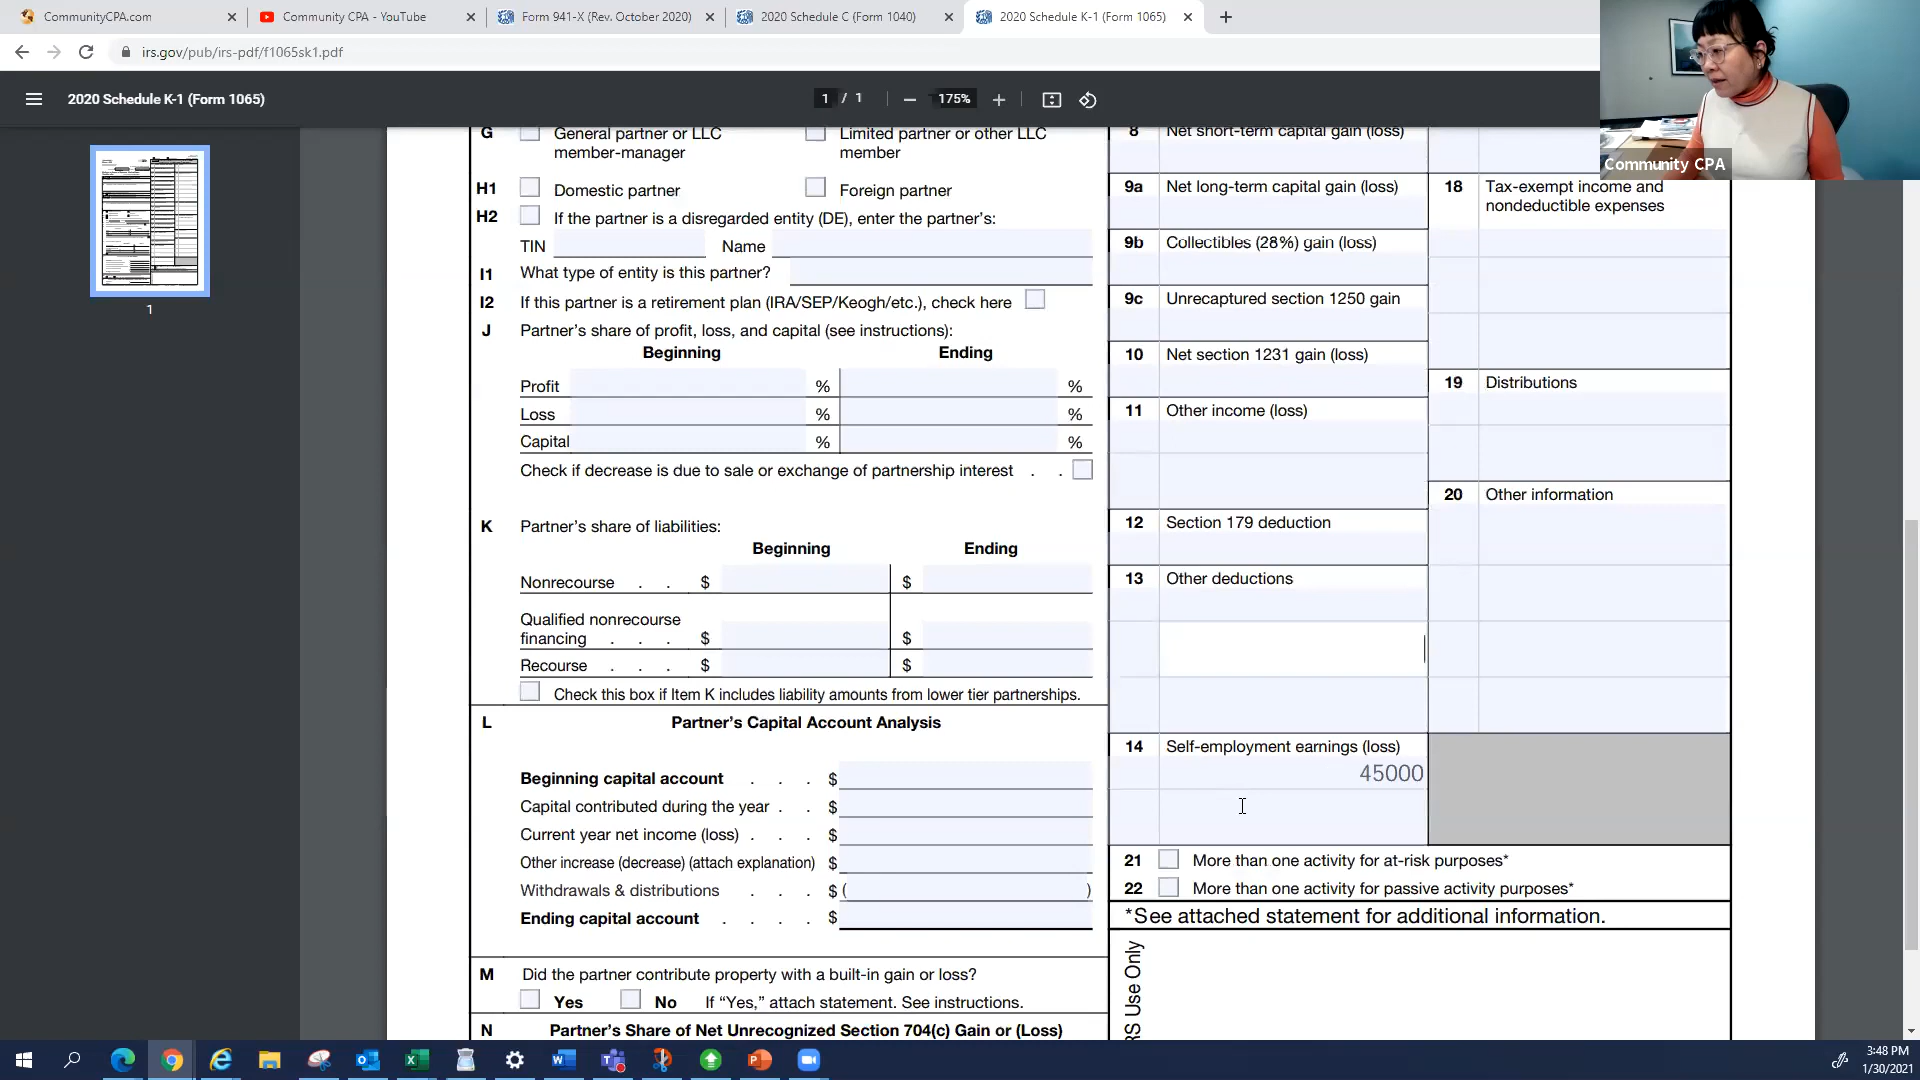 CommunityCPA.com
Community CPA - YouTube
Form 941-X (Rev. October 2020)
2020 Schedule C (Form 1040)
2020 Schedule K-1 (Form 1065)
irs.gov/pub/irs-pdf/f1065sk1.pdf
2020 Schedule K-1 (Form 1065)
1 / 1
175%
Community CPA
1
G General partner or LLC member-manager
Limited partner or other LLC member
H1 Domestic partner Foreign partner
H2 If the partner is a disregarded entity (DE), enter the partner's:
TIN Name
I1 What type of entity is this partner?
I2 If this partner is a retirement plan (IRA/SEP/Keogh/etc.), check here
J Partner's share of profit, loss, and capital (see instructions):
Beginning Ending
Profit % %
Loss % %
Capital % %
Check if decrease is due to sale or exchange of partnership interest . .
K Partner's share of liabilities:
Beginning Ending
Nonrecourse . . $ $
Qualified nonrecourse
financing . . . $ $
Recourse . . . $ $
Check this box if Item K includes liability amounts from lower tier partnerships.
L Partner's Capital Account Analysis
Beginning capital account . . . $
Capital contributed during the year . . $
Current year net income (loss) . . . $
Other increase (decrease) (attach explanation) $
Withdrawals & distributions . . . $ ( )
Ending capital account . . . . $
M Did the partner contribute property with a built-in gain or loss?
Yes No If "Yes," attach statement. See instructions.
N Partner's Share of Net Unrecognized Section 704(c) Gain or (Loss)
8 Net short-term capital gain (loss)
9a Net long-term capital gain (loss)
9b Collectibles (28%) gain (loss)
9c Unrecaptured section 1250 gain
10 Net section 1231 gain (loss)
11 Other income (loss)
12 Section 179 deduction
13 Other deductions
14 Self-employment earnings (loss)
45000
18 Tax-exempt income and
nondeductible expenses
19 Distributions
20 Other information
21 More than one activity for at-risk purposes*
22 More than one activity for passive activity purposes*
*See attached statement for additional information.
RS Use Only
3:48 PM
1/30/2021